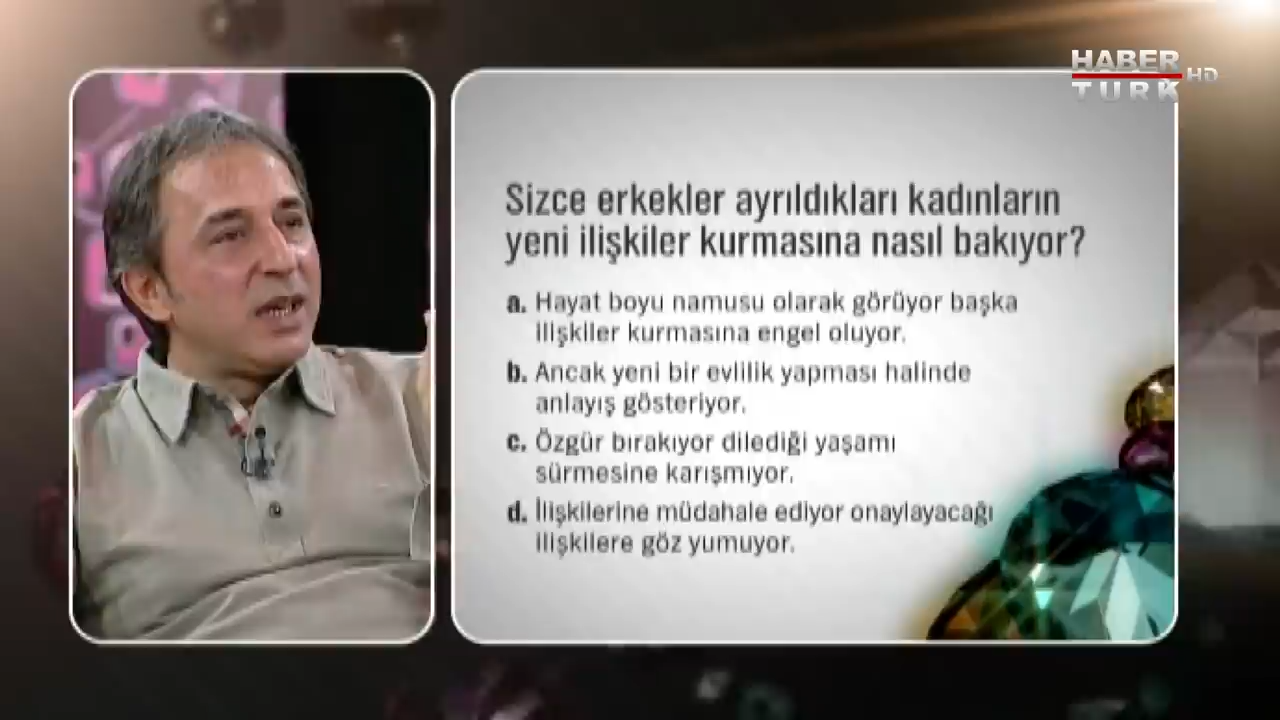 HABER
TURK HD
Sizce erkekler ayrıldıkları kadınların
yeni ilişkiler kurmasına nasıl bakıyor?
a. Hayat boyu namusu olarak görüyor başka
ilişkiler kurmasına engel oluyor.
b. Ancak yeni bir evlilik yapması halinde
anlayış gösteriyor.
c. Özgür bırakıyor dilediği yaşamı
sürmesine karışmıyor.
d. İlişkilerine müdahale ediyor onaylayacağı
ilişkilere göz yumuyor.